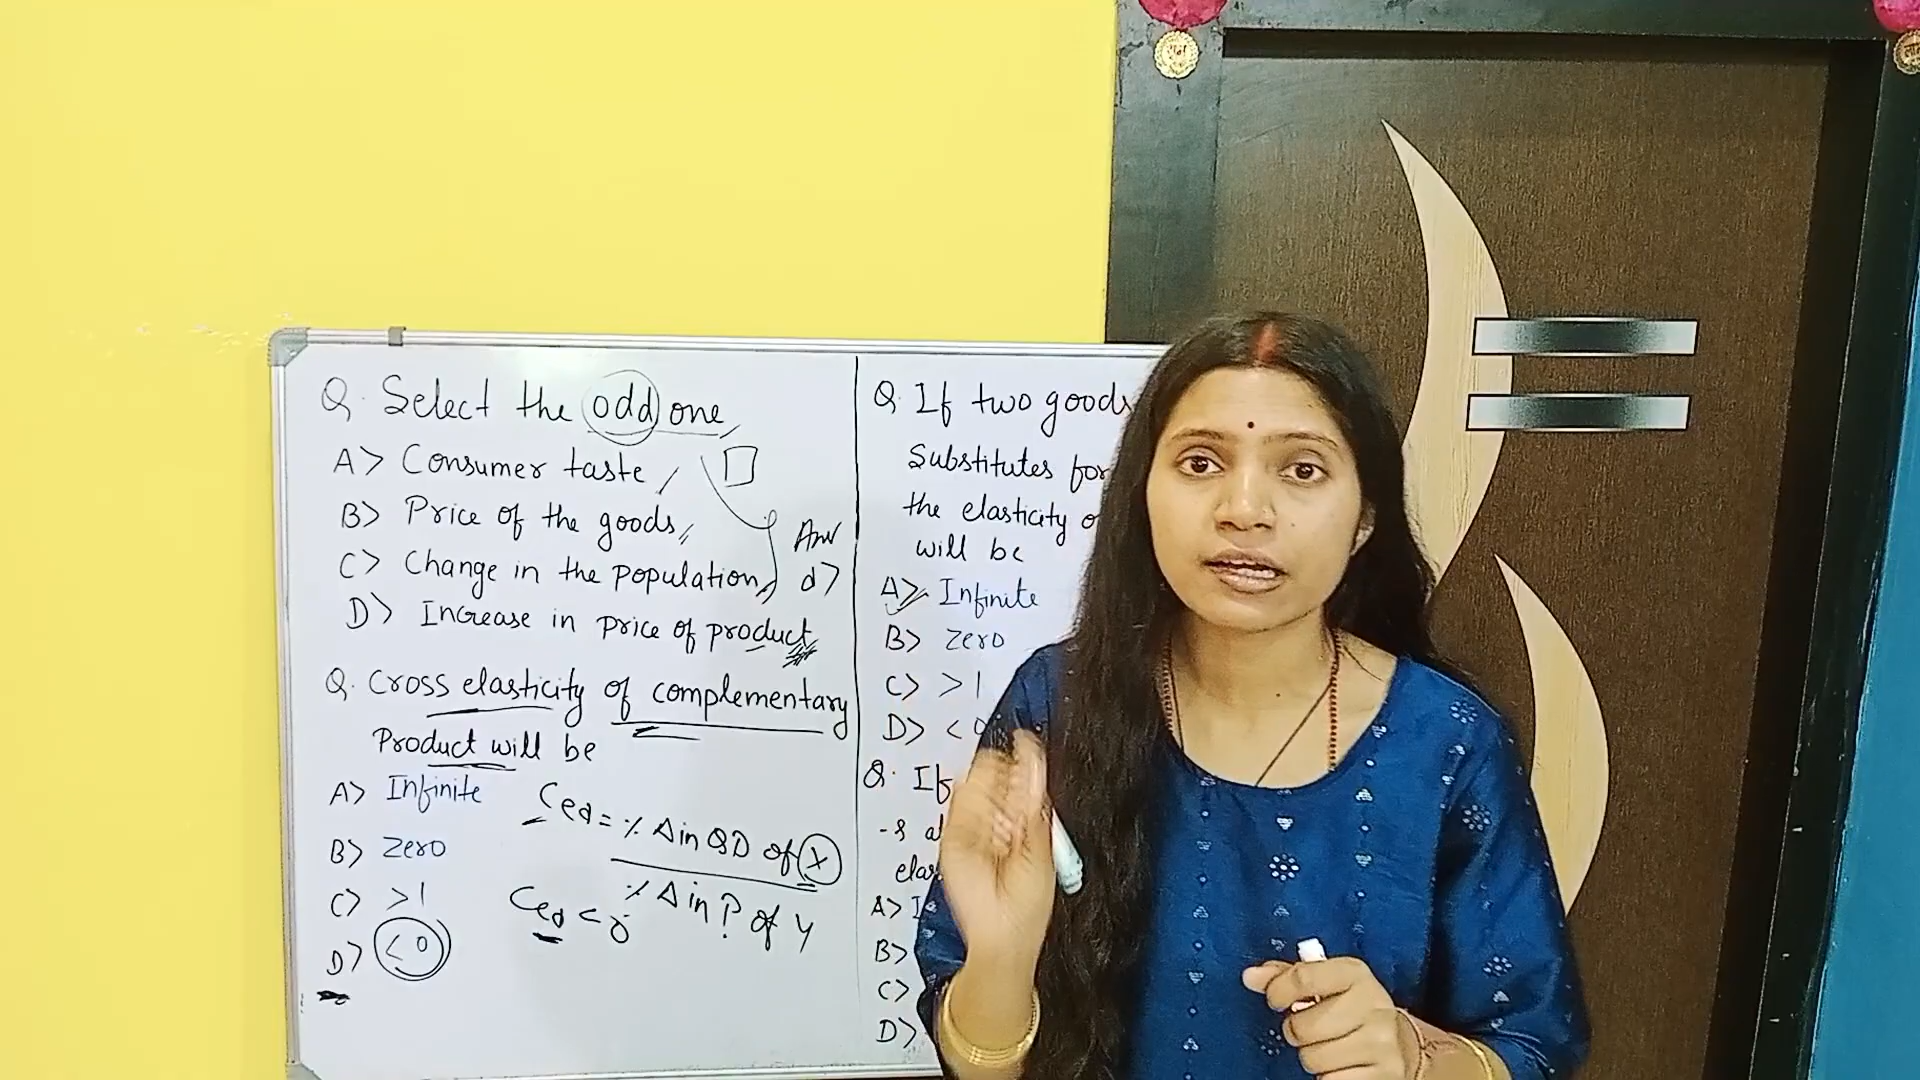 Q. Select the odd one
A> Consumer taste
B> Price of the goods
C> Change in the population
D> Increase in price of product
Ans d>
Q. Cross elasticity of complementary
Product will be
A> Infinite
B> Zero
C> >1
D> <0
Ced = % Δ in QD of X
% Δ in P of Y
Ced < 0
Q. If two goods
Substitutes for
the elasticity
will be
A> Infinite
B> Zero
C> >1
D> <0
Q. If
A>
B>
C>
D>